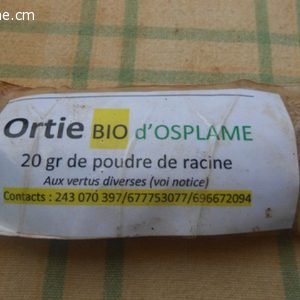 ne.cm
Ortie BIO d'OSPLAME
20 gr de poudre de racine
Aux vertus diverses (voi notice)
Contacts : 243 070 397/677753077/696672094